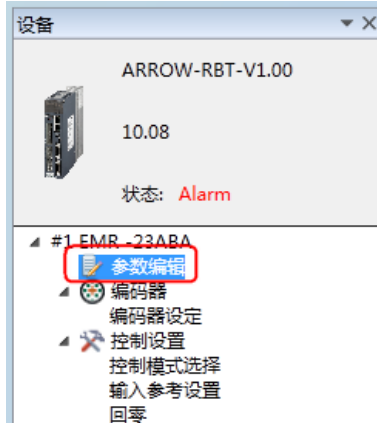 设备
ARROW-RBT-V1.00
10.08
状态: Alarm
#1 EMR -23ABA
参数编辑
编码器
编码器设定
控制设置
控制模式选择
输入参考设置
回零